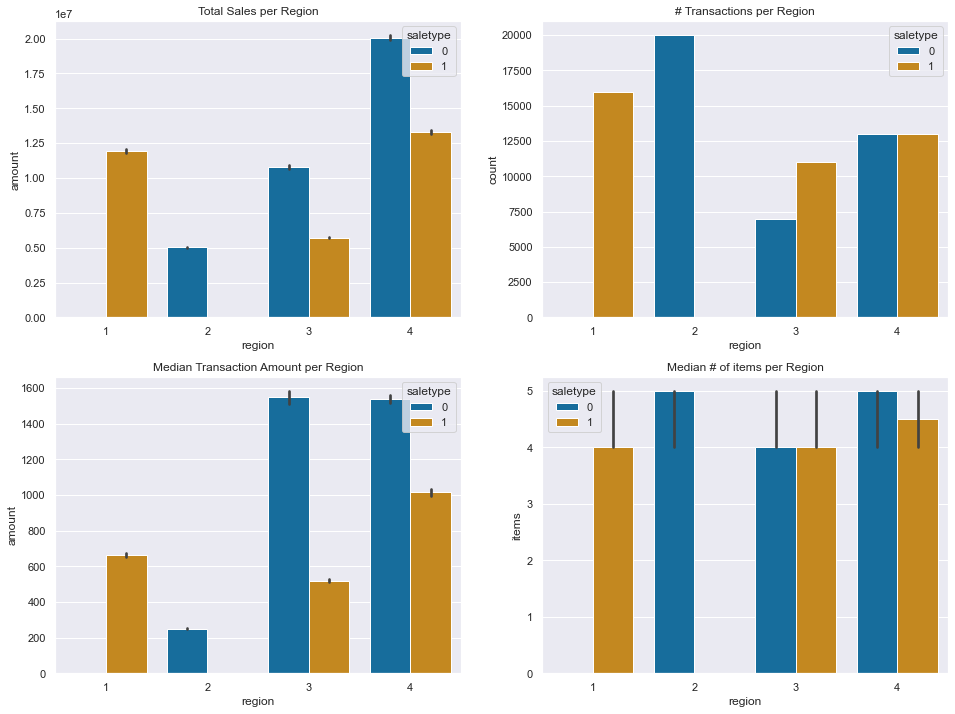 Total Sales per Region
1e7
saletype
0
1
2.00
1.75
1.50
1.25
1.00
0.75
0.50
0.25
0.00
amount
1 2 3 4
region
# Transactions per Region
saletype
0
1
20000
17500
15000
12500
10000
7500
5000
2500
0
count
1 2 3 4
region
Median Transaction Amount per Region
saletype
0
1
1600
1400
1200
1000
800
600
400
200
0
amount
1 2 3 4
region
Median # of items per Region
saletype
0
1
5
4
3
2
1
0
items
1 2 3 4
region